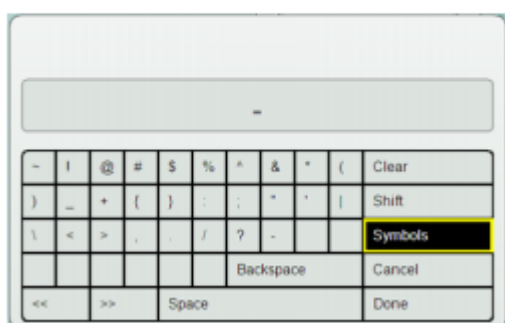 _
~ ! @ # $ % ^ & * ( Clear
) _ + { } : ; " ' | Shift
\ < > , . / ? - Symbols
Backspace Cancel
<< >> Space Done